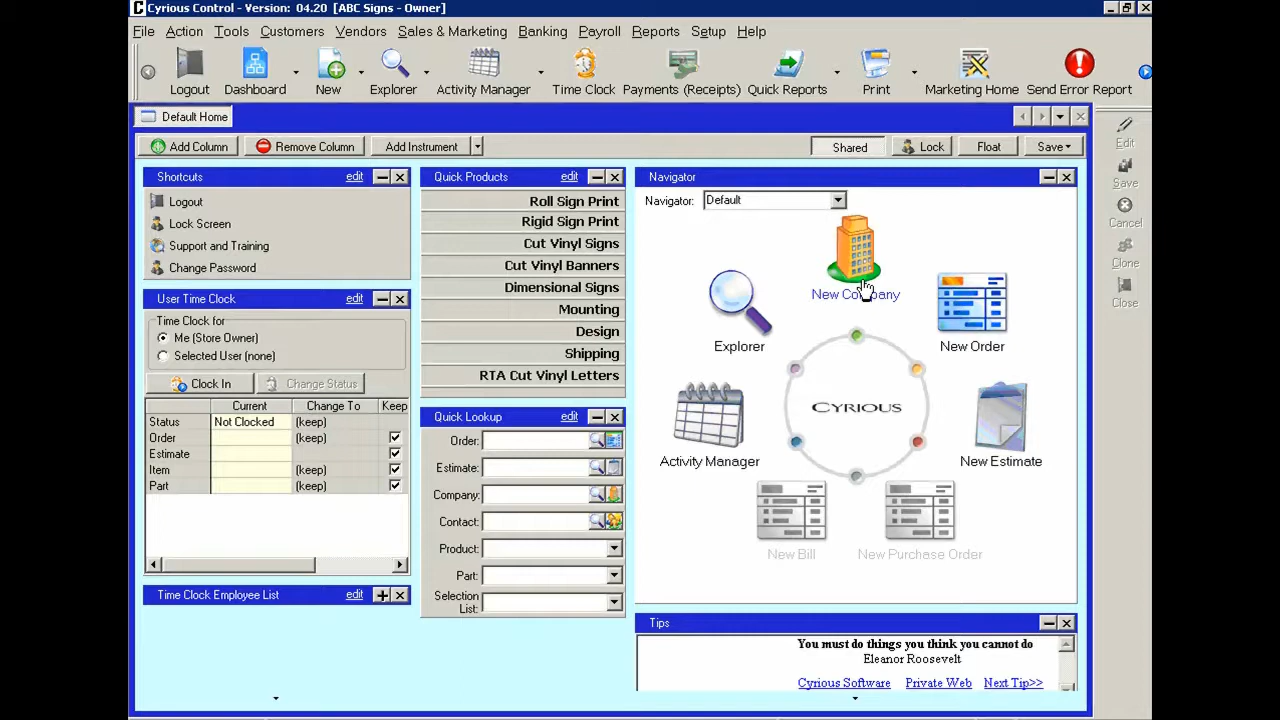 Cyrious Control - Version: 04.20 [ABC Signs - Owner]
File Action Tools Customers Vendors Sales & Marketing Banking Payroll Reports Setup Help
Logout Dashboard New Explorer Activity Manager Time Clock Payments (Receipts) Quick Reports Print Marketing Home Send Error Report
Default Home
Add Column Remove Column Add Instrument Shared Lock Float Save
Edit
Save
Cancel
Clone
Close
Shortcuts edit
Logout
Lock Screen
Support and Training
Change Password
User Time Clock edit
Time Clock for
Me (Store Owner)
Selected User (none)
Clock In Change Status
Current Change To Keep
Status Not Clocked (keep)
Order (keep)
Estimate
Item (keep)
Part (keep)
Time Clock Employee List edit
Quick Products edit
Roll Sign Print
Rigid Sign Print
Cut Vinyl Signs
Cut Vinyl Banners
Dimensional Signs
Mounting
Design
Shipping
RTA Cut Vinyl Letters
Quick Lookup edit
Order:
Estimate:
Company:
Contact:
Product:
Part:
Selection
List:
Navigator
Navigator: Default
New Company
Explorer
New Order
CYRIOUS
Activity Manager
New Estimate
New Bill
New Purchase Order
Tips
You must do things you think you cannot do
Eleanor Roosevelt
Cyrious Software Private Web Next Tip>>